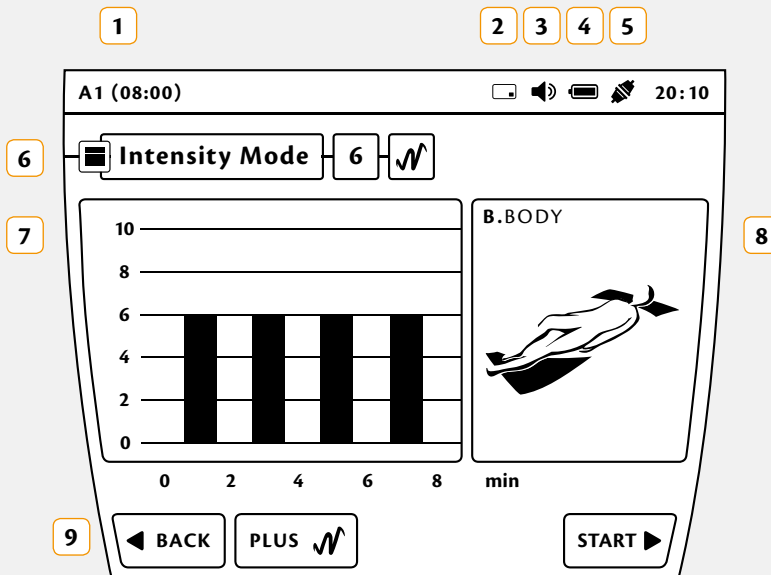 1 2 3 4 5
A1 (08:00) 20:10
6 Intensity Mode 6
7 8
B.BODY
10
8
6
4
2
0
0 2 4 6 8 min
9 BACK PLUS START